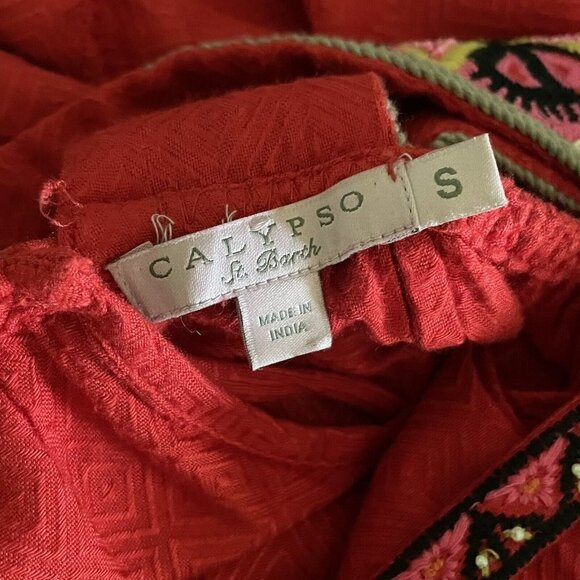 S
CALYPSO
St. Barth
MADE IN
INDIA